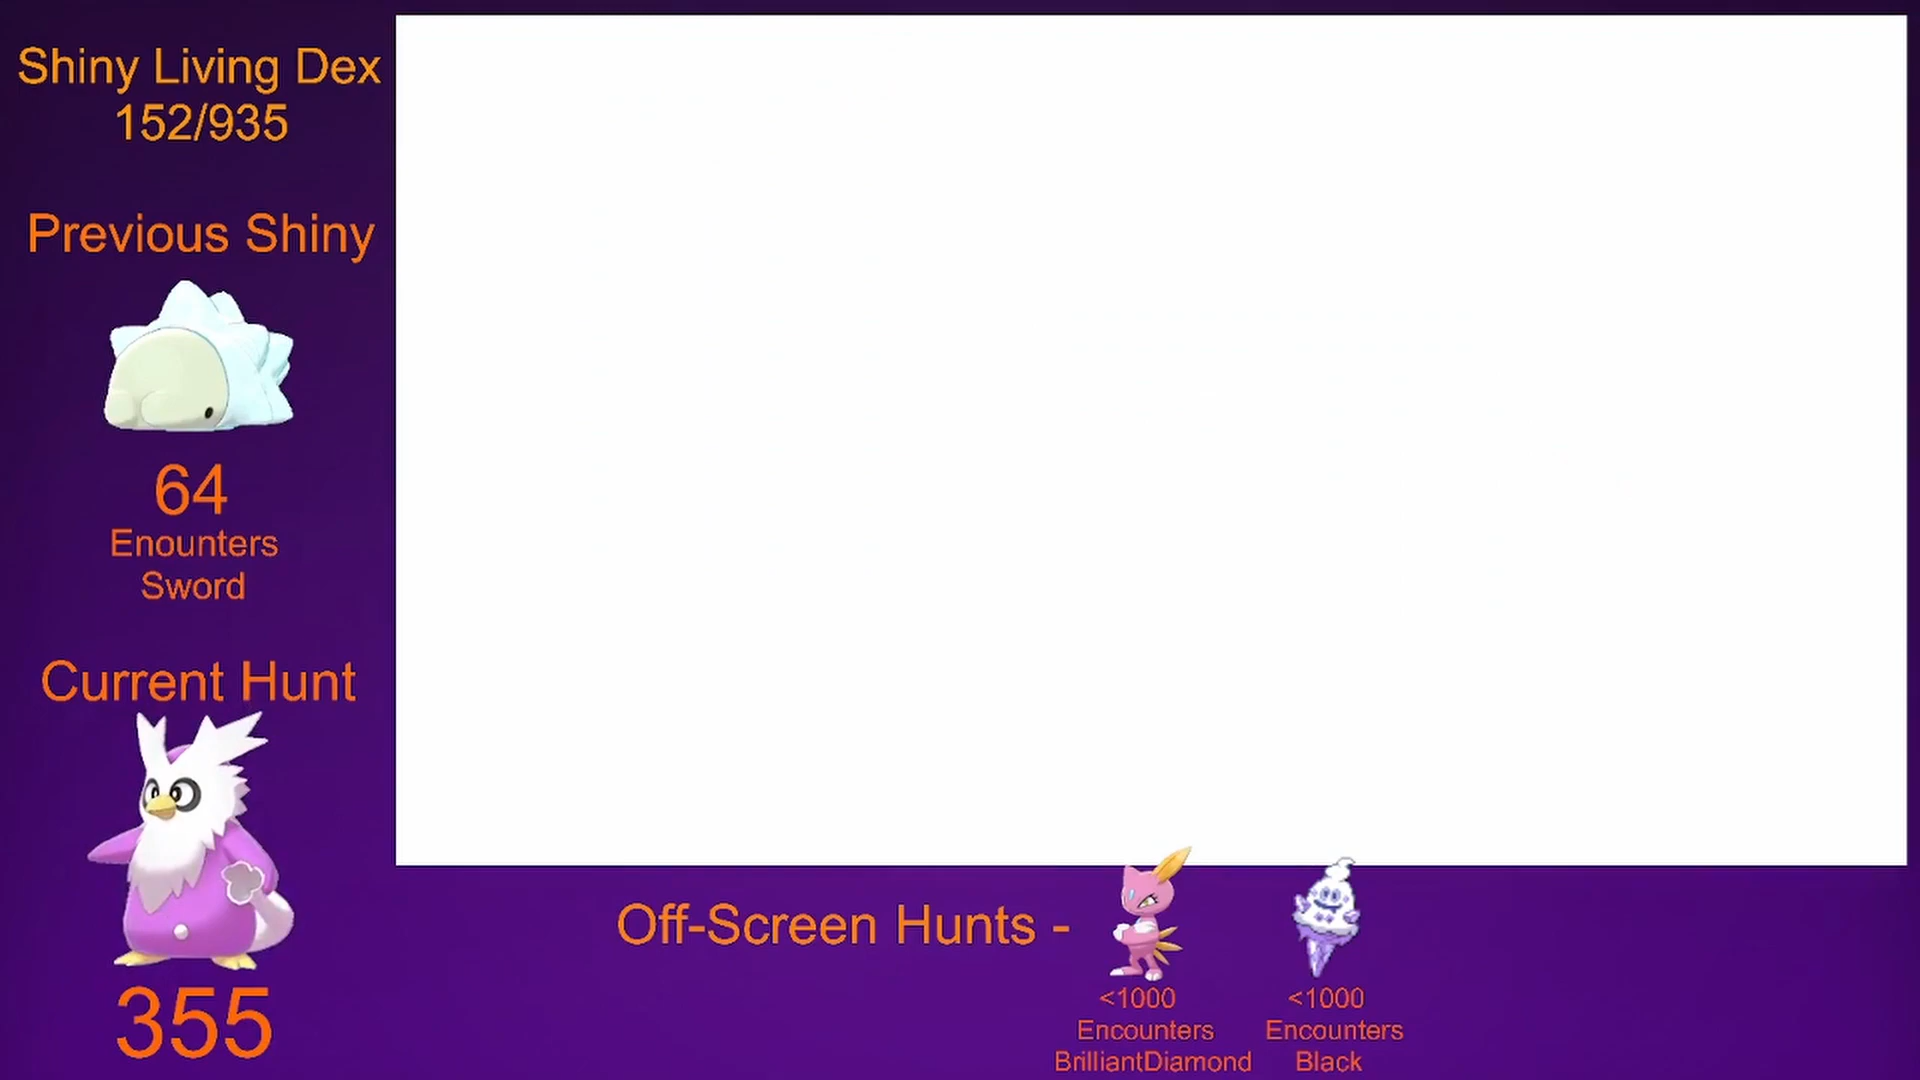 Shiny Living Dex
152/935
Previous Shiny
64
Enounters
Sword
Current Hunt
355
Off-Screen Hunts -
<1000
Encounters
BrilliantDiamond
<1000
Encounters
Black